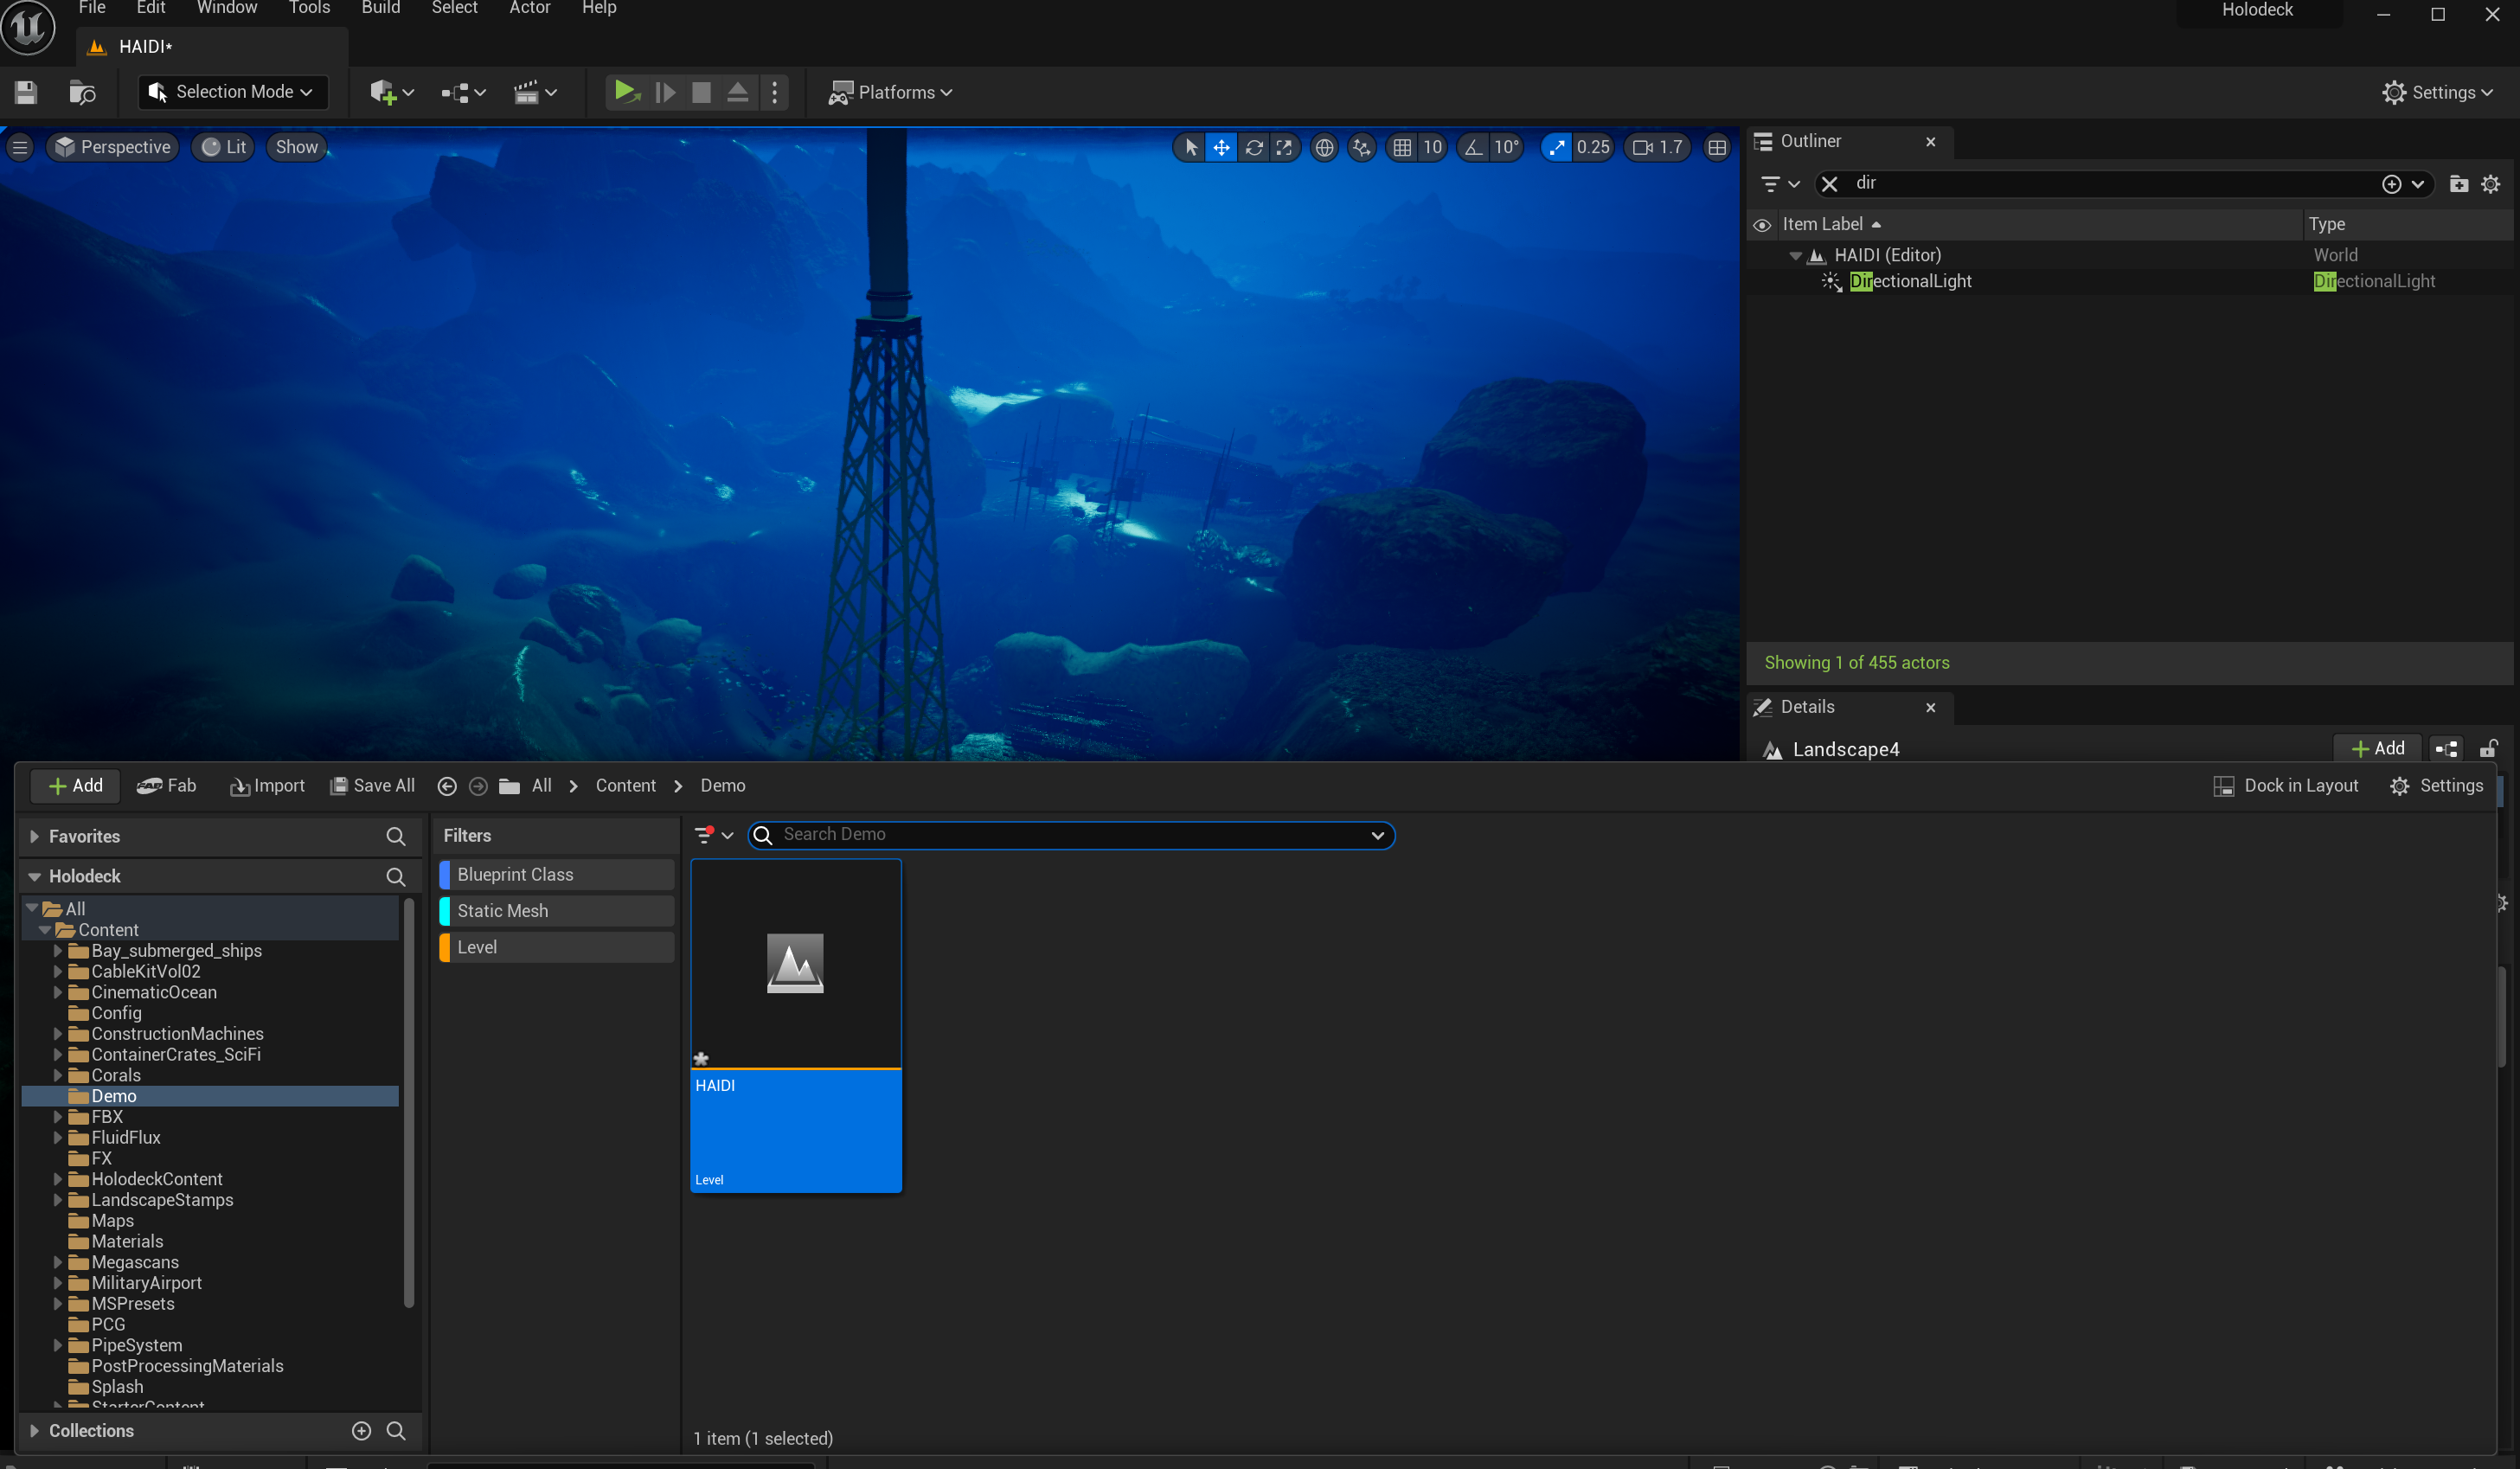 File Edit Window Tools Build Select Actor Help
Holodeck
HAIDI*
Selection Mode
Platforms
Settings
Perspective Lit Show
10 10° 0.25 1.7
Outliner
dir
Item Label Type
HAIDI (Editor) World
DirectionalLight DirectionalLight
Showing 1 of 455 actors
Details
Landscape4
Add
Add Fab Import Save All All Content Demo
Dock in Layout Settings
Favorites
Holodeck
All
Content
Bay_submerged_ships
CableKitVol02
CinematicOcean
Config
ConstructionMachines
ContainerCrates_SciFi
Corals
Demo
FBX
FluidFlux
FX
HolodeckContent
LandscapeStamps
Maps
Materials
Megascans
MilitaryAirport
MSPresets
PCG
PipeSystem
PostProcessingMaterials
Splash
StarterContent
Collections
Filters
Blueprint Class
Static Mesh
Level
Search Demo
HAIDI
Level
1 item (1 selected)